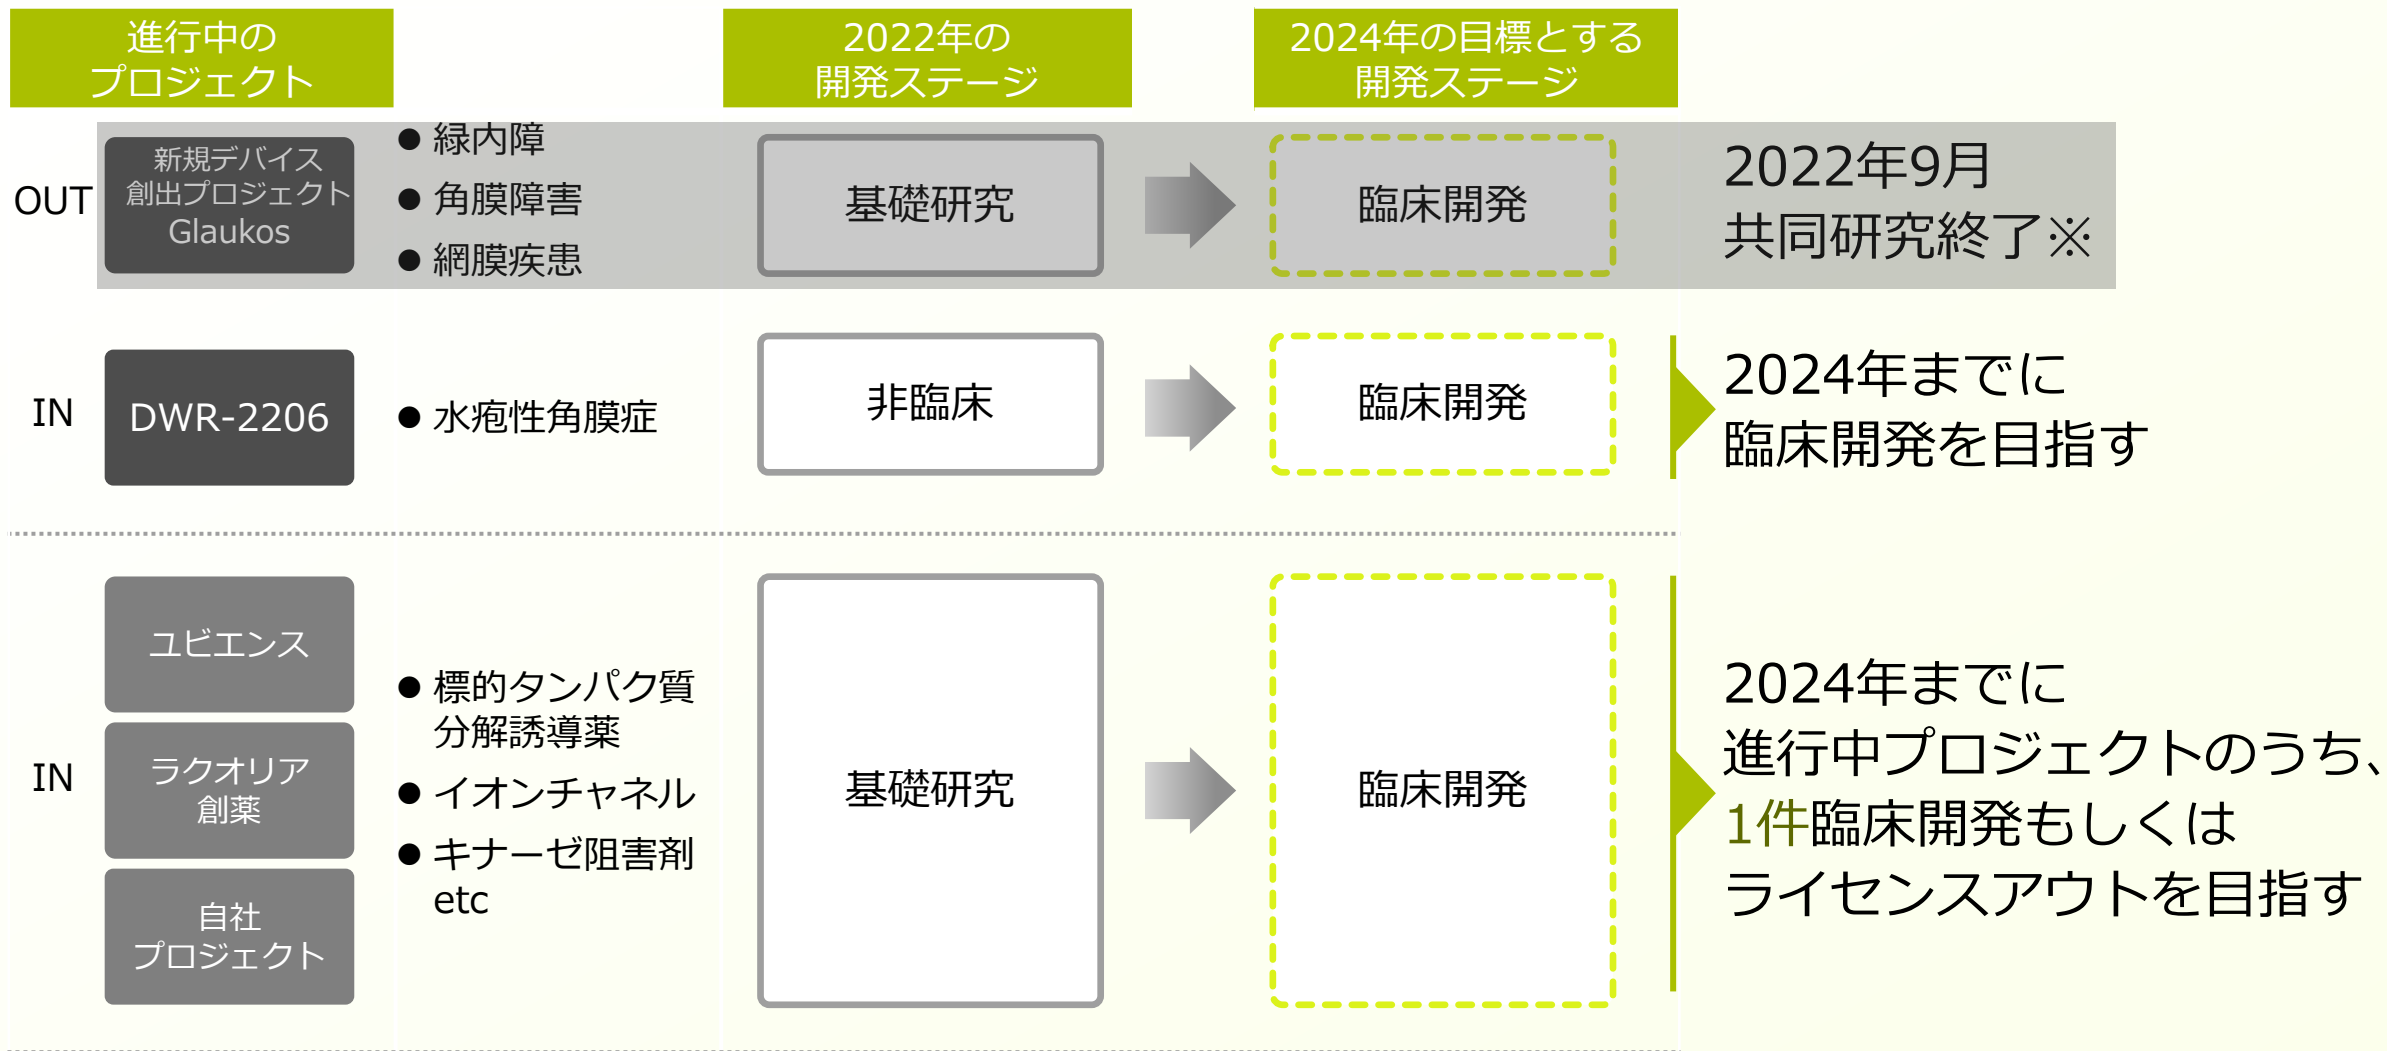 進行中の
プロジェクト
2022年の
開発ステージ
2024年の目標とする
開発ステージ
OUT
新規デバイス
創出プロジェクト
Glaukos
● 緑内障
● 角膜障害
● 網膜疾患
基礎研究
臨床開発
2022年9月
共同研究終了※
IN
DWR-2206
● 水疱性角膜症
非臨床
臨床開発
2024年までに
臨床開発を目指す
IN
ユビエンス
ラクオリア
創薬
自社
プロジェクト
● 標的タンパク質
分解誘導薬
● イオンチャネル
● キナーゼ阻害剤
etc
基礎研究
臨床開発
2024年までに
進行中プロジェクトのうち、
1件臨床開発もしくは
ライセンスアウトを目指す